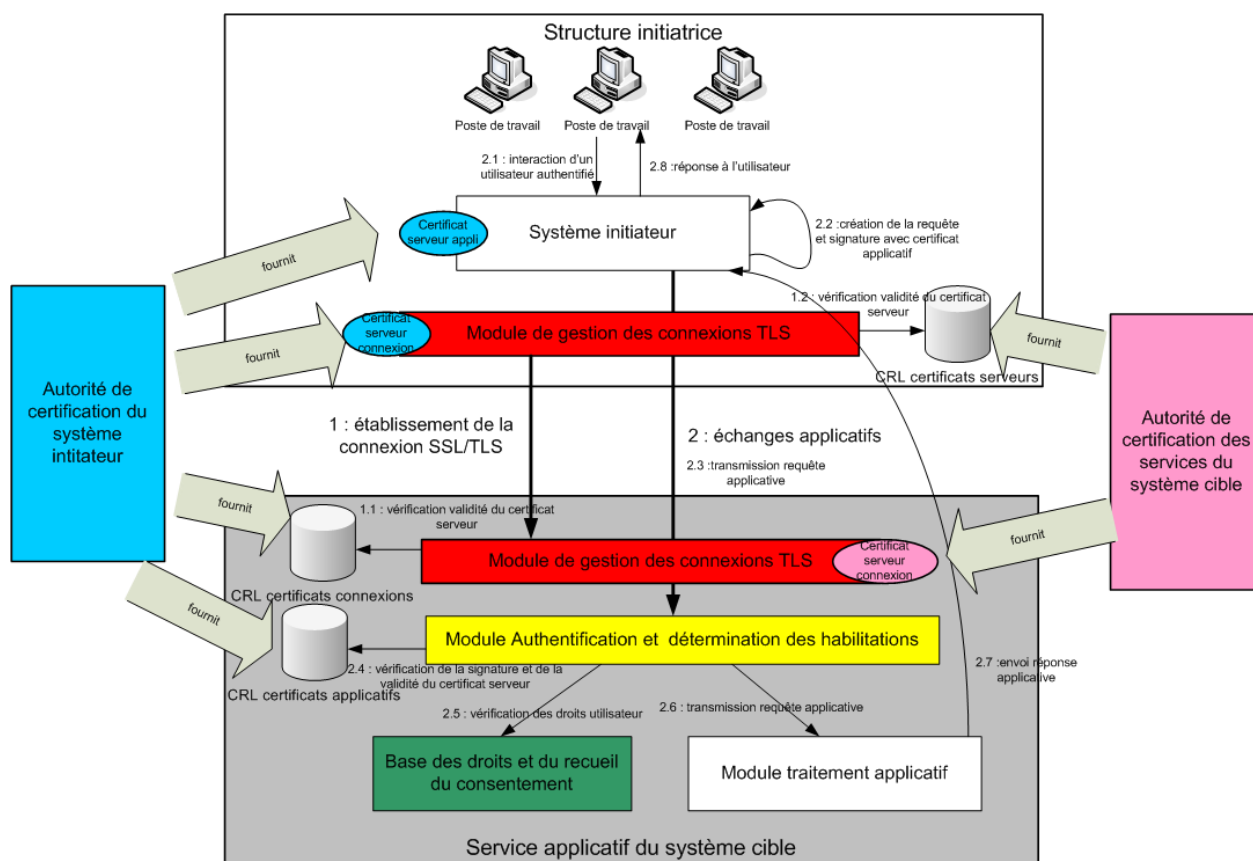 Structure initiatrice
Poste de travail
Poste de travail
Poste de travail
2.1 : interaction d'un
utilisateur authentifié
2.8 :réponse à l'utilisateur
Certificat
serveur appli
Système initiateur
2.2 :création de la requête
et signature avec certificat
applicatif
fournit
1.2 : vérification validité du certificat
serveur
Certificat
serveur
connexion
Module de gestion des connexions TLS
fournit
fournit
CRL certificats serveurs
Autorité de
certification du
système
intitateur
1 : établissement de la
connexion SSL/TLS
2 : échanges applicatifs
2.3 :transmission requête
applicative
Autorité de
certification des
services du
système cible
fournit
1.1 : vérification validité du certificat
serveur
fournit
Module de gestion des connexions TLS
Certificat
serveur
connexion
CRL certificats connexions
fournit
Module Authentification et détermination des habilitations
2.4 : vérification de la signature et de la
validité du certificat serveur
CRL certificats applicatifs
2.7 :envoi réponse
applicative
2.5 : vérification des droits utilisateur
2.6 : transmission requête applicative
Base des droits et du recueil
du consentement
Module traitement applicatif
Service applicatif du système cible